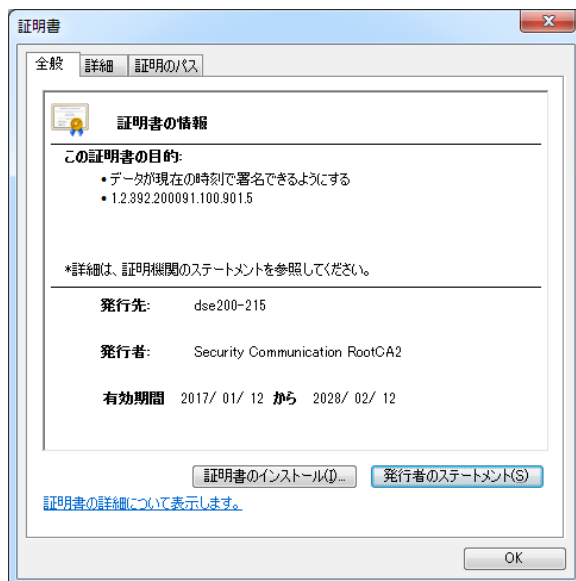 証明書
全般 詳細 証明のパス
証明書の情報
この証明書の目的:
• データが現在の時刻で署名できるようにする
• 1.2.392.200091.100.901.5
*詳細は、証明機関のステートメントを参照してください。
発行先: dse200-215
発行者: Security Communication RootCA2
有効期間 2017/ 01/ 12 から 2028/ 02/ 12
証明書のインストール(I)... 発行者のステートメント(S)
証明書の詳細について表示します。
OK